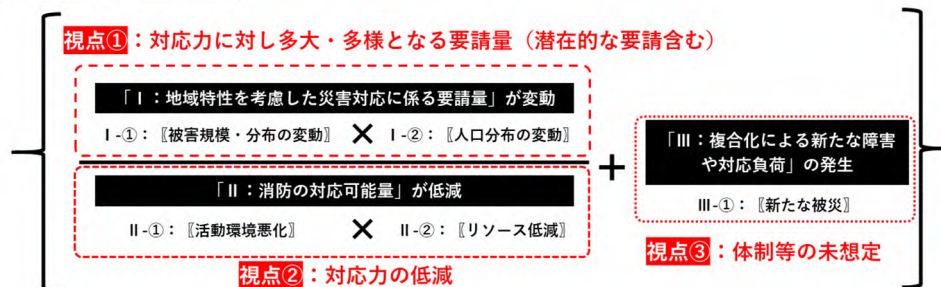 視点①：対応力に対し多大・多様となる要請量（潜在的な要請含む）
「Ⅰ：地域特性を考慮した災害対応に係る要請量」が変動
Ⅰ-①：〖被害規模・分布の変動〗 × Ⅰ-②：〖人口分布の変動〗
「Ⅱ：消防の対応可能量」が低減
Ⅱ-①：〖活動環境悪化〗 × Ⅱ-②：〖リソース低減〗
視点②：対応力の低減
+
「Ⅲ：複合化による新たな障害
や対応負荷」の発生
Ⅲ-①：〖新たな被災〗
視点③：体制等の未想定